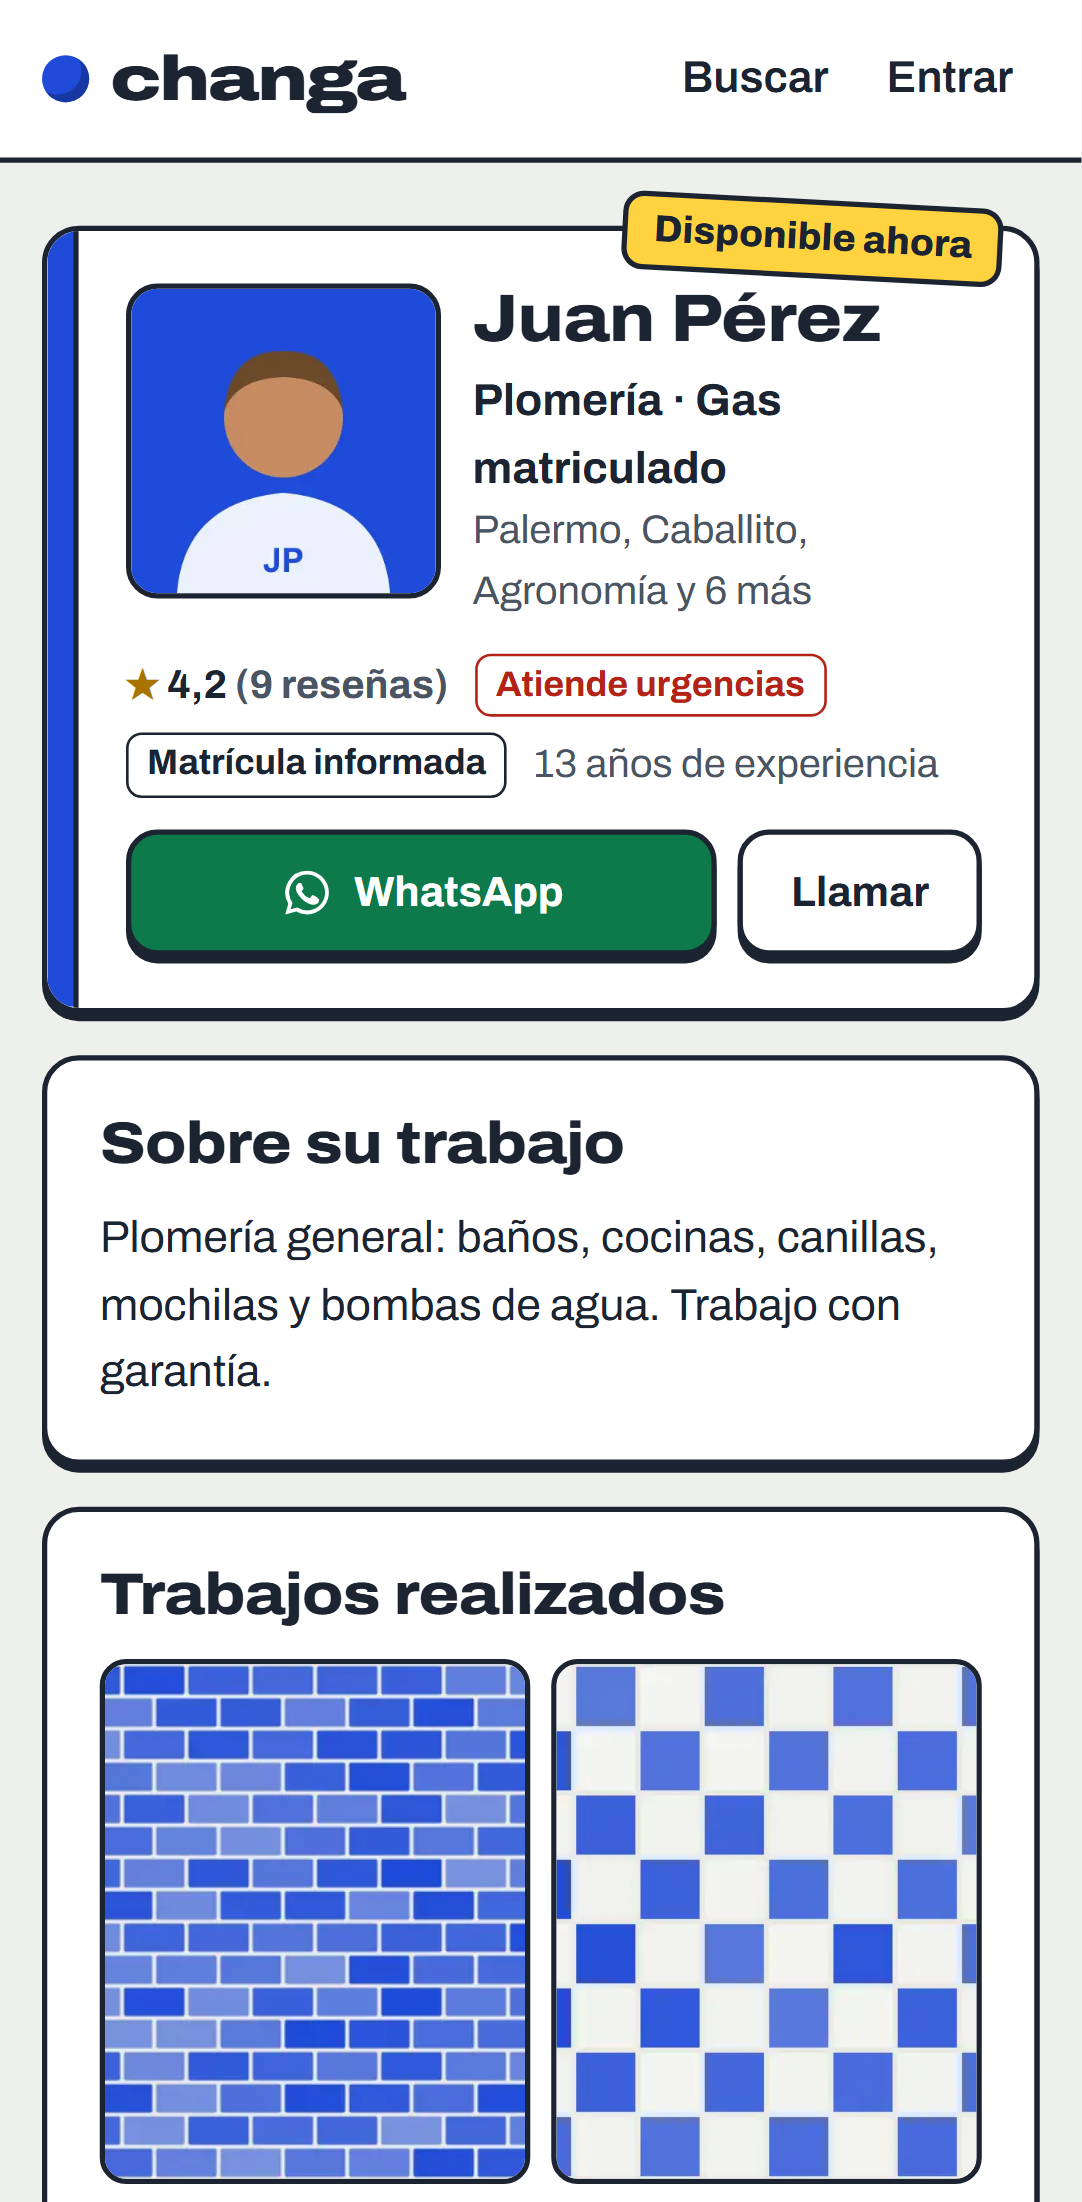 changa
Buscar
Entrar
Disponible ahora
Juan Pérez
Plomería · Gas
matriculado
Palermo, Caballito,
Agronomía y 6 más
JP
★ 4,2 (9 reseñas)
Atiende urgencias
Matrícula informada
13 años de experiencia
WhatsApp
Llamar
Sobre su trabajo
Plomería general: baños, cocinas, canillas,
mochilas y bombas de agua. Trabajo con
garantía.
Trabajos realizados